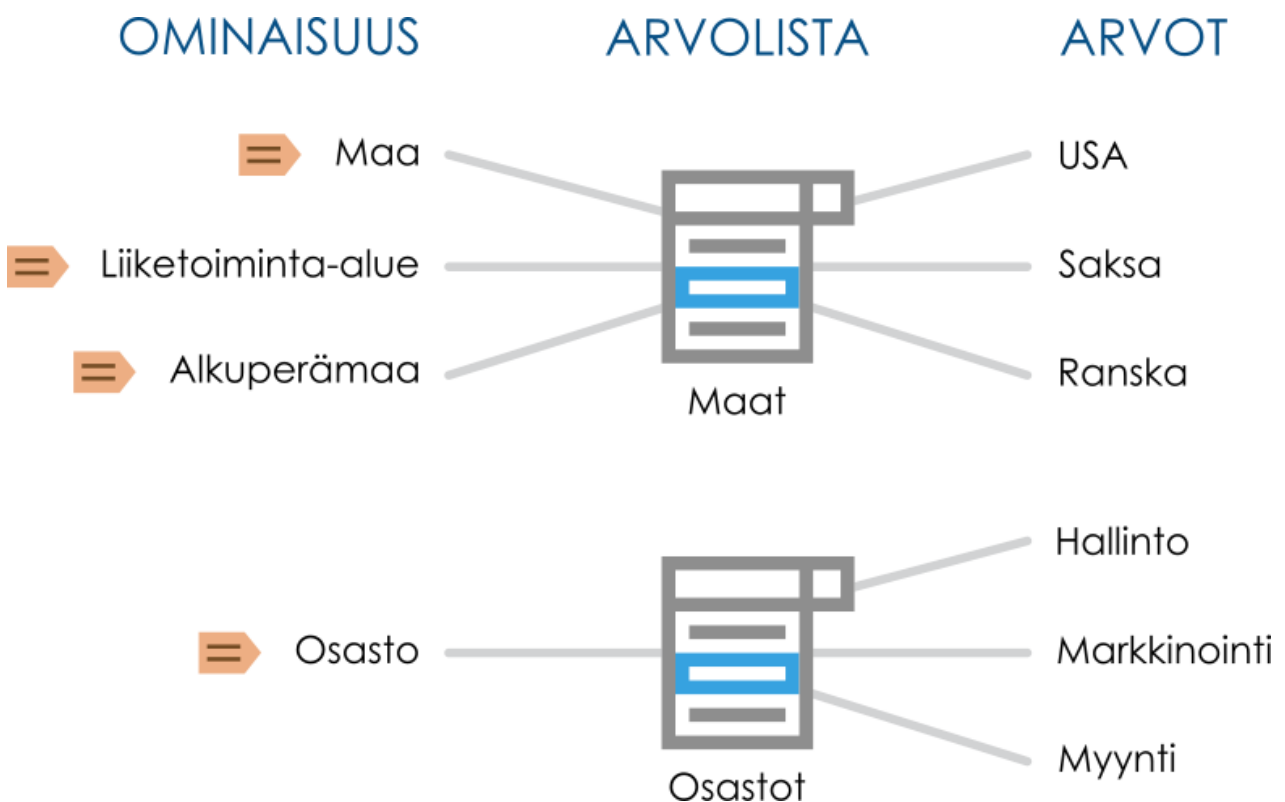 OMINAISUUS ARVOLISTA ARVOT
Maa USA
Liiketoiminta-alue Saksa
Alkuperämaa Ranska
Maat
Hallinto
Osasto Markkinointi
Myynti
Osastot